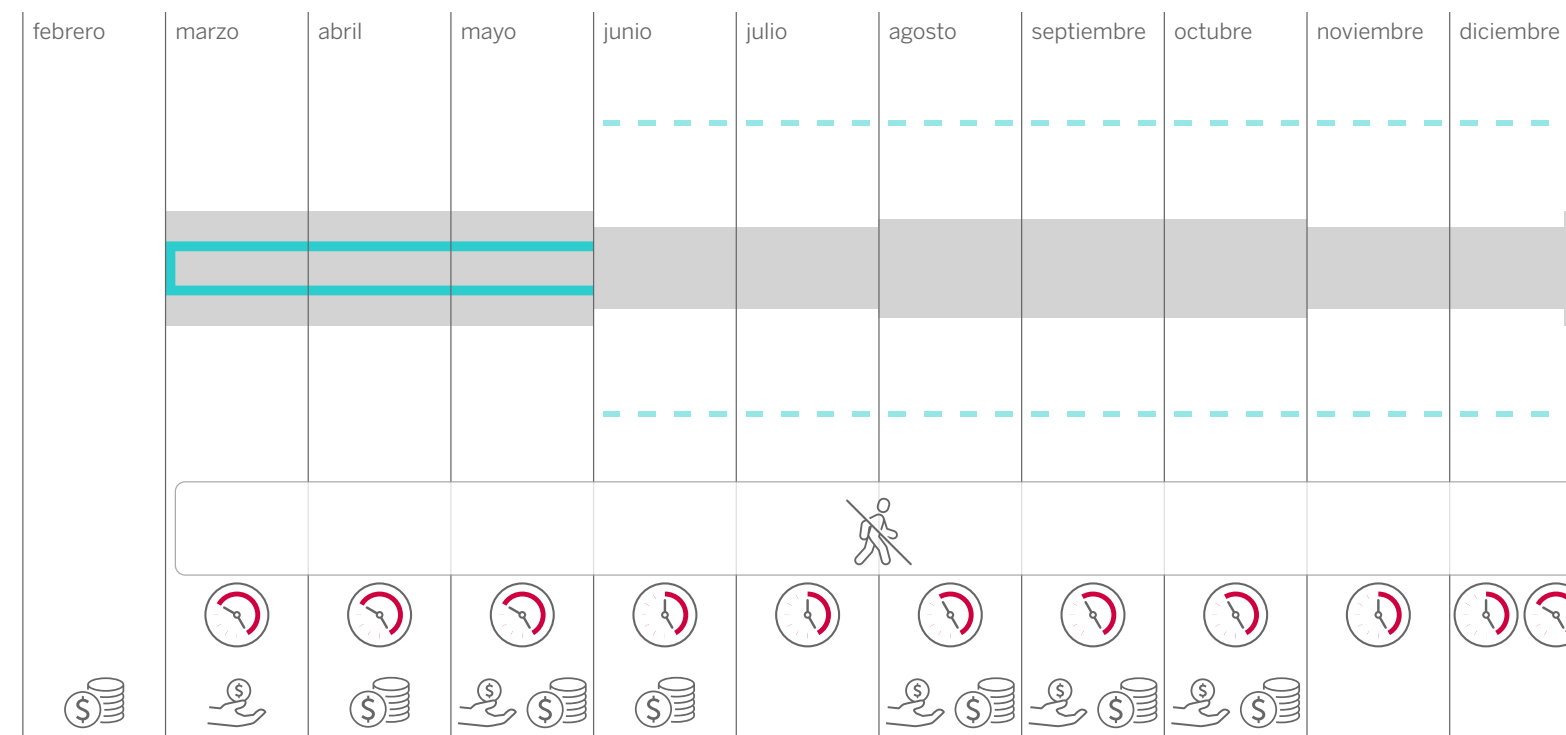 febrero marzo abril mayo junio julio agosto septiembre octubre noviembre diciembre
$ $ $ $ $ $ $ $ $ $ $ $